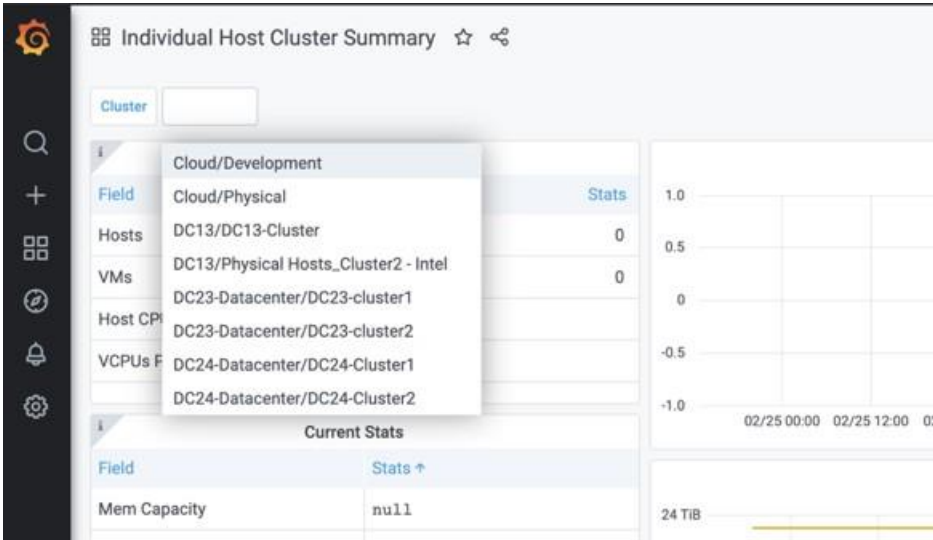 Individual Host Cluster Summary
Cluster
Cloud/Development
Cloud/Physical
DC13/DC13-Cluster
DC13/Physical Hosts_Cluster2 - Intel
DC23-Datacenter/DC23-cluster1
DC23-Datacenter/DC23-cluster2
DC24-Datacenter/DC24-Cluster1
DC24-Datacenter/DC24-Cluster2
i
Field Stats
Hosts 0
VMs 0
Host CP
VCPUs
1.0
0.5
0
-0.5
-1.0
02/25 00:00 02/25 12:00
i
Current Stats
Field Stats ↑
Mem Capacity null
24 TiB